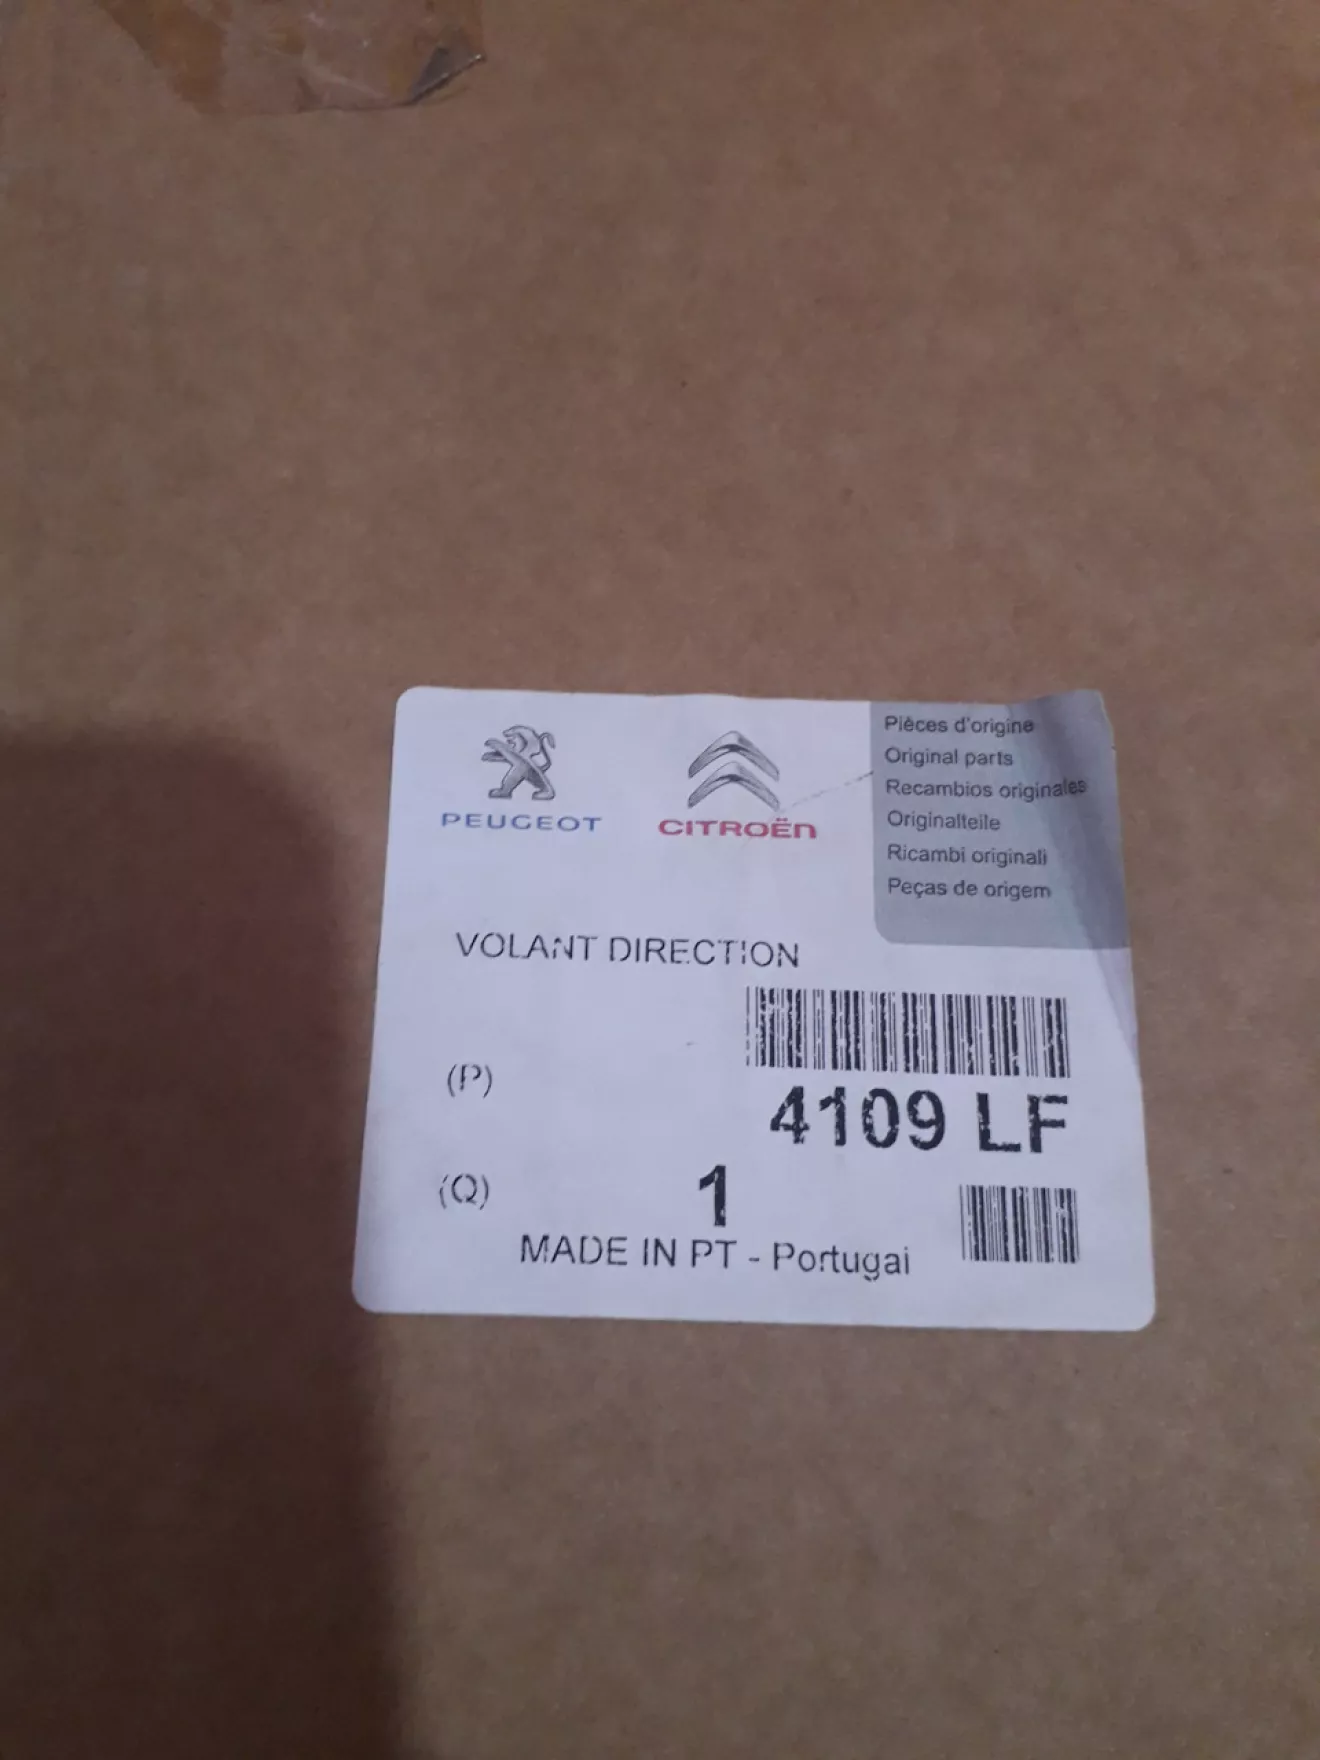 PEUGEOT
CITROËN
Pièces d'origine
Original parts
Recambios originales
Originalteile
Ricambi originali
Peças de origem
VOLANT DIRECTION
(P)
4109 LF
(Q)
1
MADE IN PT - Portugal